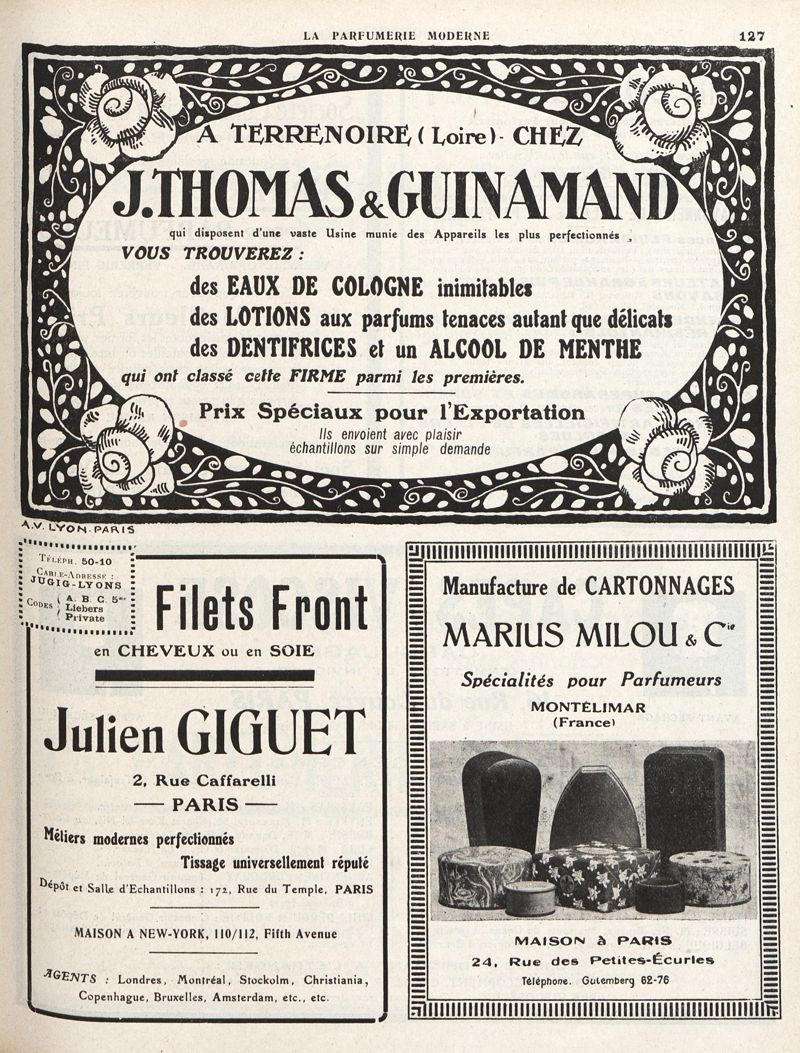 LA PARFUMERIE MODERNE
127
A TERRENOIRE (Loire) - CHEZ
J. THOMAS & GUINAMAND
qui disposent d'une vaste Usine munie des Appareils les plus perfectionnés
VOUS TROUVEREZ :
des EAUX DE COLOGNE inimitables
des LOTIONS aux parfums tenaces autant que délicats
des DENTIFRICES et un ALCOOL DE MENTHE
qui ont classé cette FIRME parmi les premières.
Prix Spéciaux pour l'Exportation
Ils envoient avec plaisir
échantillons sur simple demande
A.V. LYON. PARIS
TÉLÉPH. 50-10
CABLE-ADRESSE :
JUGIG-LYONS
CODES
A. B. C. 5me
Liebers
Private
Filets Front
en CHEVEUX ou en SOIE
Julien GIGUET
2, Rue Caffarelli
— PARIS —
Métiers modernes perfectionnés
Tissage universellement réputé
Dépôt et Salle d'Echantillons : 172, Rue du Temple, PARIS
MAISON A NEW-YORK, 110/112, Fifth Avenue
AGENTS : Londres, Montréal, Stockolm, Christiania,
Copenhague, Bruxelles, Amsterdam, etc., etc.
Manufacture de CARTONNAGES
MARIUS MILOU & Cie
Spécialités pour Parfumeurs
MONTÉLIMAR
(France)
MAISON à PARIS
24, Rue des Petites-Écuries
Téléphone. Gutemberg 62-76